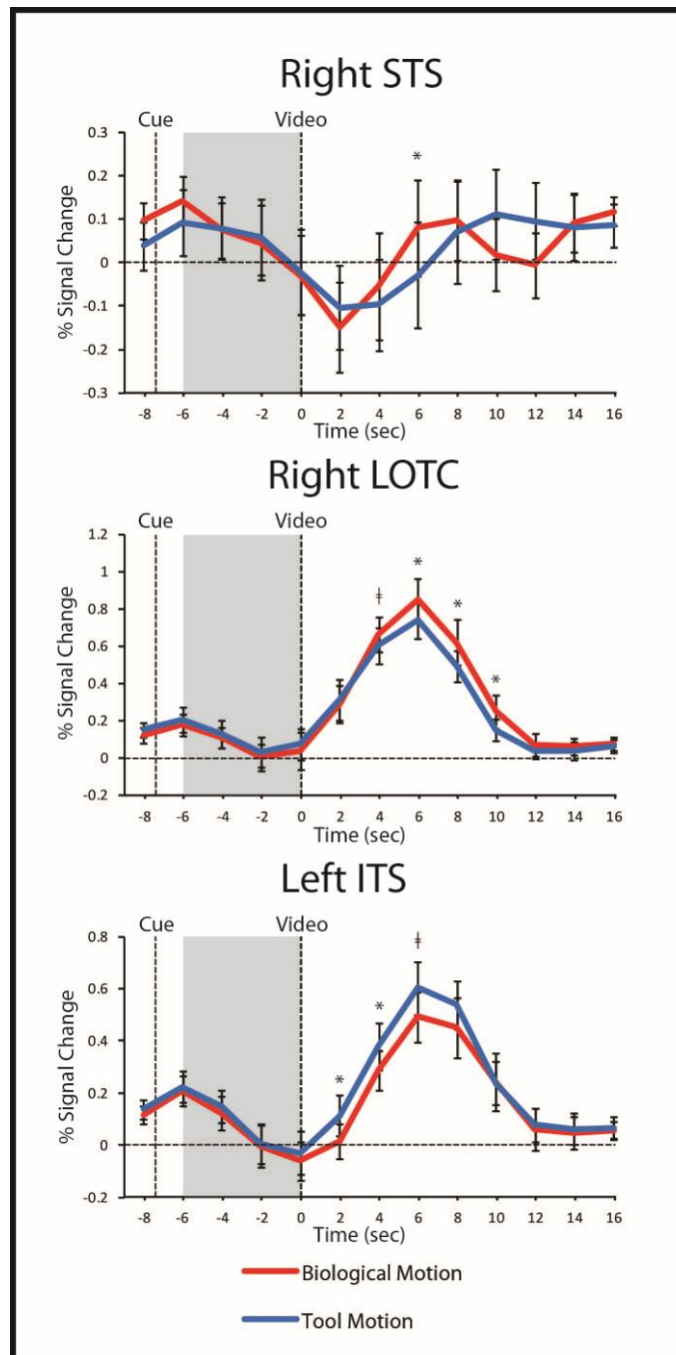 Right STS
Cue Video
*
0.3
0.2
0.1
0
-0.1
-0.2
-0.3
% Signal Change
-8 -6 -4 -2 0 2 4 6 8 10 12 14 16
Time (sec)
Right LOTC
Cue Video
ǂ * * *
1.2
1
0.8
0.6
0.4
0.2
0
-0.2
% Signal Change
-8 -6 -4 -2 0 2 4 6 8 10 12 14 16
Time (sec)
Left ITS
Cue Video
* * ǂ
0.8
0.6
0.4
0.2
0
-0.2
% Signal Change
-8 -6 -4 -2 0 2 4 6 8 10 12 14 16
Time (sec)
Biological Motion
Tool Motion